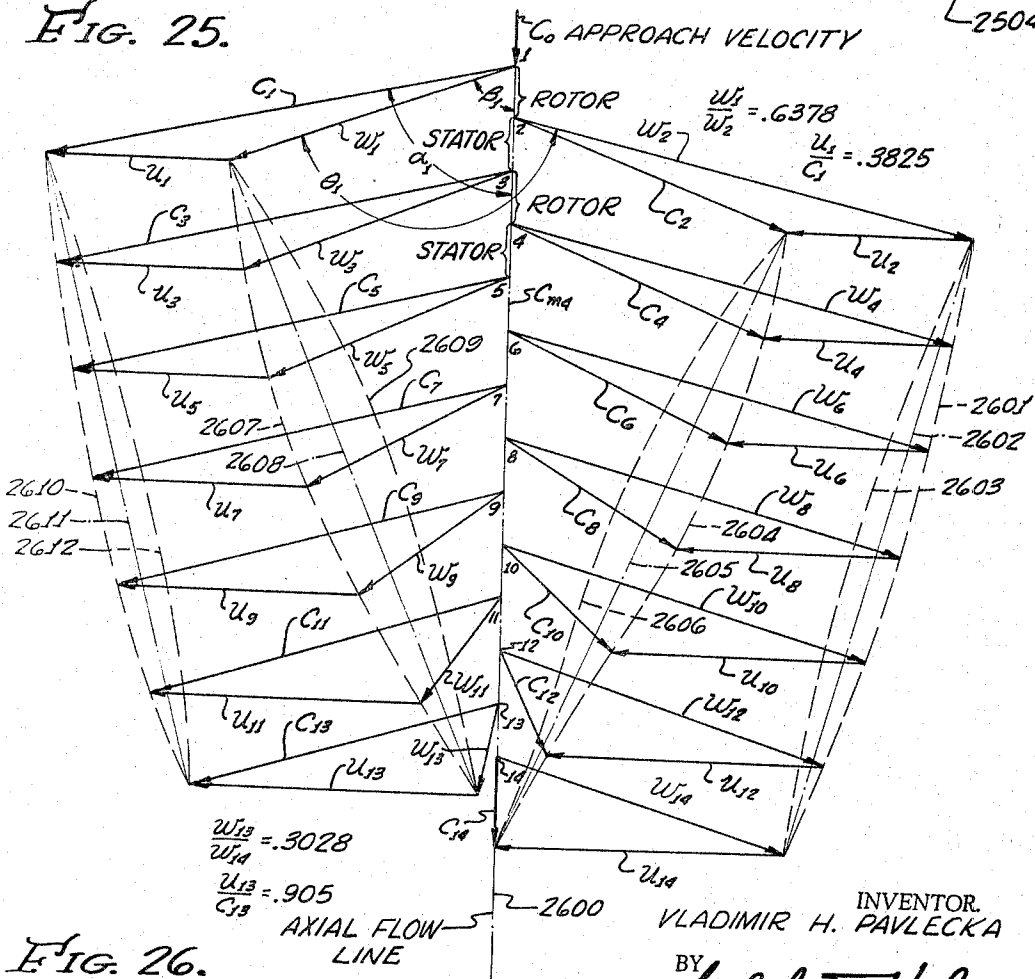 FIG. 25.
2504
C₀ APPROACH VELOCITY
1
C₁
β₁
ROTOR
W₁/W₂ = .6378
2
W₂
STATOR
W₁
α₁
U₁/C₁ = .3825
U₁
θ₁
3
C₃
ROTOR
C₂
4
U₂
STATOR
W₃
U₃
C₅
5
Cm4
C₄
W₄
6
W₅
2609
U₄
U₅
C₇
W₆
2601
7
2607
C₆
2602
2608
W₇
8
U₆
2610
U₇
C₉
9
W₈
2603
2611
C₈
2604
2612
W₉
2605
U₈
10
W₁₀
U₉
C₁₁
C₁₀
2606
11
12
W₁₁
C₁₂
U₁₀
U₁₁
C₁₃
13
W₁₂
W₁₃
U₁₃
14
U₁₂
W₁₄
C₁₄
W₁₃/W₁₄ = .3028
U₁₄
U₁₃/C₁₃ = .905
2600
INVENTOR.
AXIAL FLOW
LINE
VLADIMIR H. PAVLECKA
FIG. 26.
BY